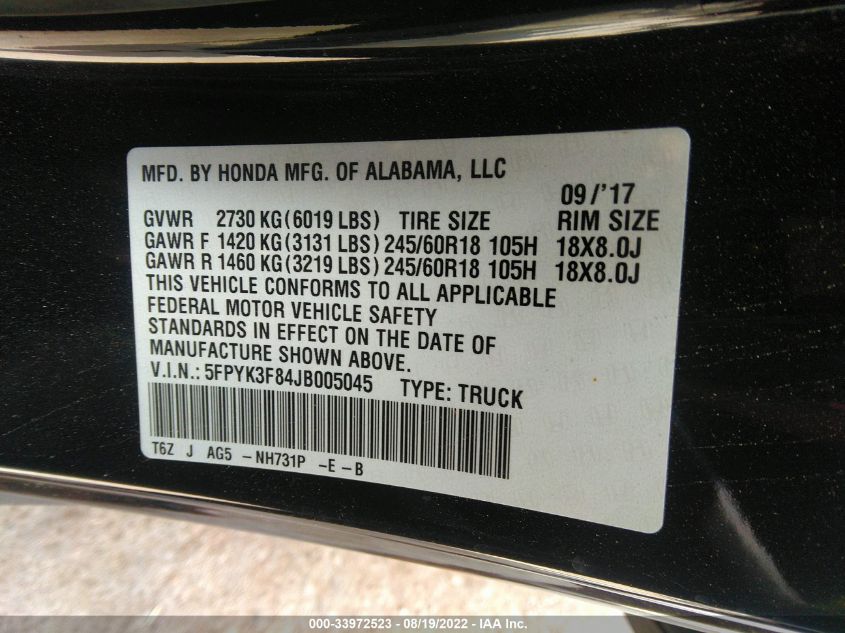 MFD. BY HONDA MFG. OF ALABAMA, LLC
09/'17
GVWR 2730 KG(6019 LBS) TIRE SIZE RIM SIZE
GAWR F 1420 KG(3131 LBS) 245/60R18 105H 18X8.0J
GAWR R 1460 KG(3219 LBS) 245/60R18 105H 18X8.0J
THIS VEHICLE CONFORMS TO ALL APPLICABLE
FEDERAL MOTOR VEHICLE SAFETY
STANDARDS IN EFFECT ON THE DATE OF
MANUFACTURE SHOWN ABOVE.
V.I.N.: 5FPYK3F84JB005045 TYPE: TRUCK
T6Z J AG5 -NH731P -E-B
000-33972523 - 08/19/2022 - IAA Inc.